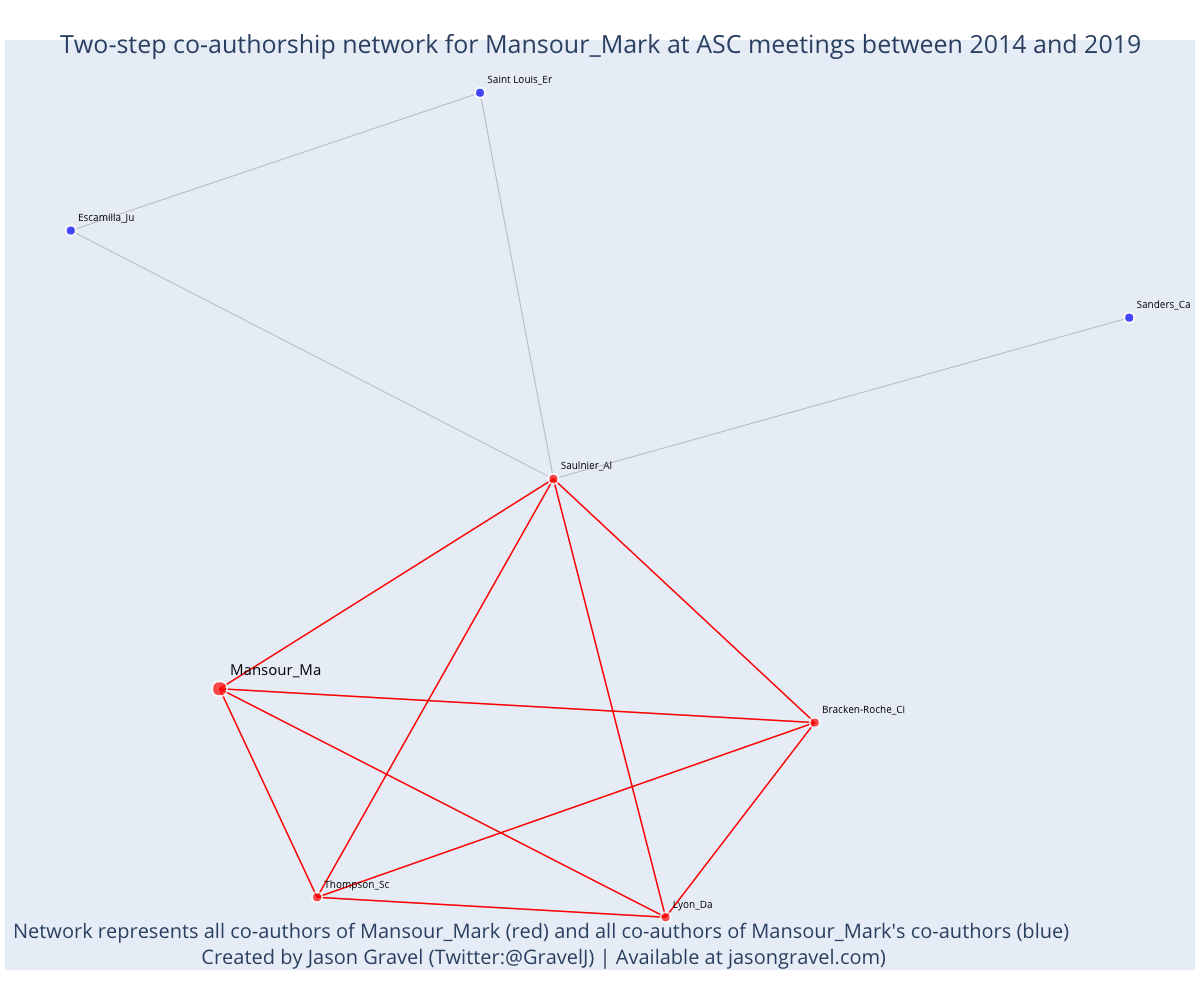 Two-step co-authorship network for Mansour_Mark at ASC meetings between 2014 and 2019
Saint Louis_Er
Escamilla_Ju
Sanders_Ca
Saulnier_Al
Mansour_Ma
Bracken-Roche_Ci
Thompson_Sc
Lyon_Da
Network represents all co-authors of Mansour_Mark (red) and all co-authors of Mansour_Mark's co-authors (blue)
Created by Jason Gravel (Twitter:@GravelJ) | Available at jasongravel.com)